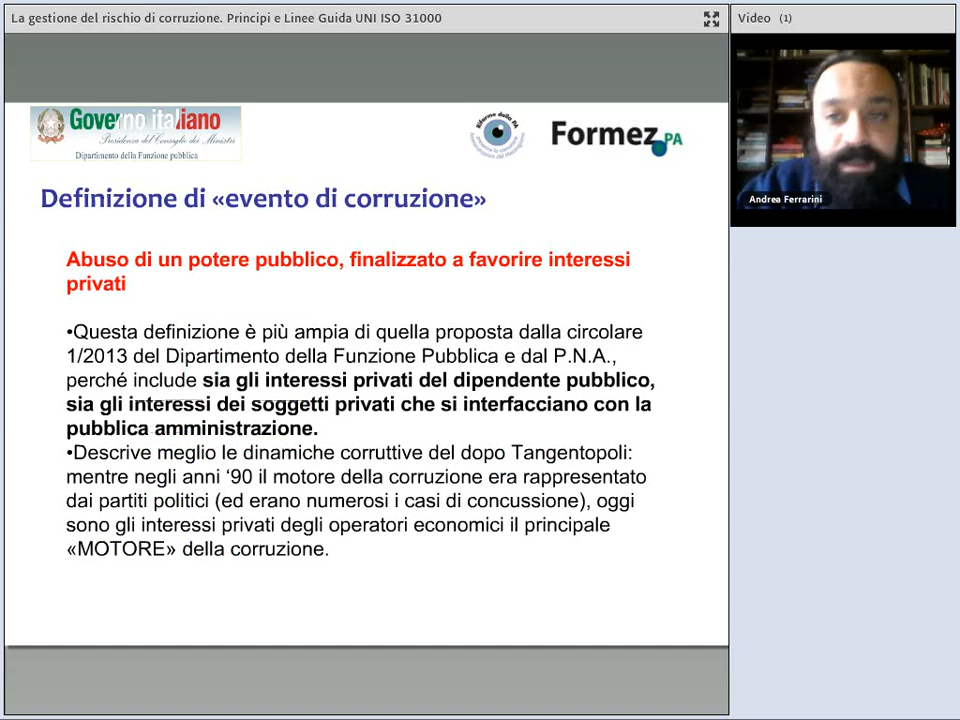 La gestione del rischio di corruzione. Principi e Linee Guida UNI ISO 31000
Video (1)
Governo italiano
Presidenza del Consiglio dei Ministri
Dipartimento della Funzione pubblica
Riforme della PA
Formez PA
Andrea Ferrarini
Definizione di «evento di corruzione»
Abuso di un potere pubblico, finalizzato a favorire interessi
privati
•Questa definizione è più ampia di quella proposta dalla circolare
1/2013 del Dipartimento della Funzione Pubblica e dal P.N.A.,
perché include sia gli interessi privati del dipendente pubblico,
sia gli interessi dei soggetti privati che si interfacciano con la
pubblica amministrazione.
•Descrive meglio le dinamiche corruttive del dopo Tangentopoli:
mentre negli anni ‘90 il motore della corruzione era rappresentato
dai partiti politici (ed erano numerosi i casi di concussione), oggi
sono gli interessi privati degli operatori economici il principale
«MOTORE» della corruzione.